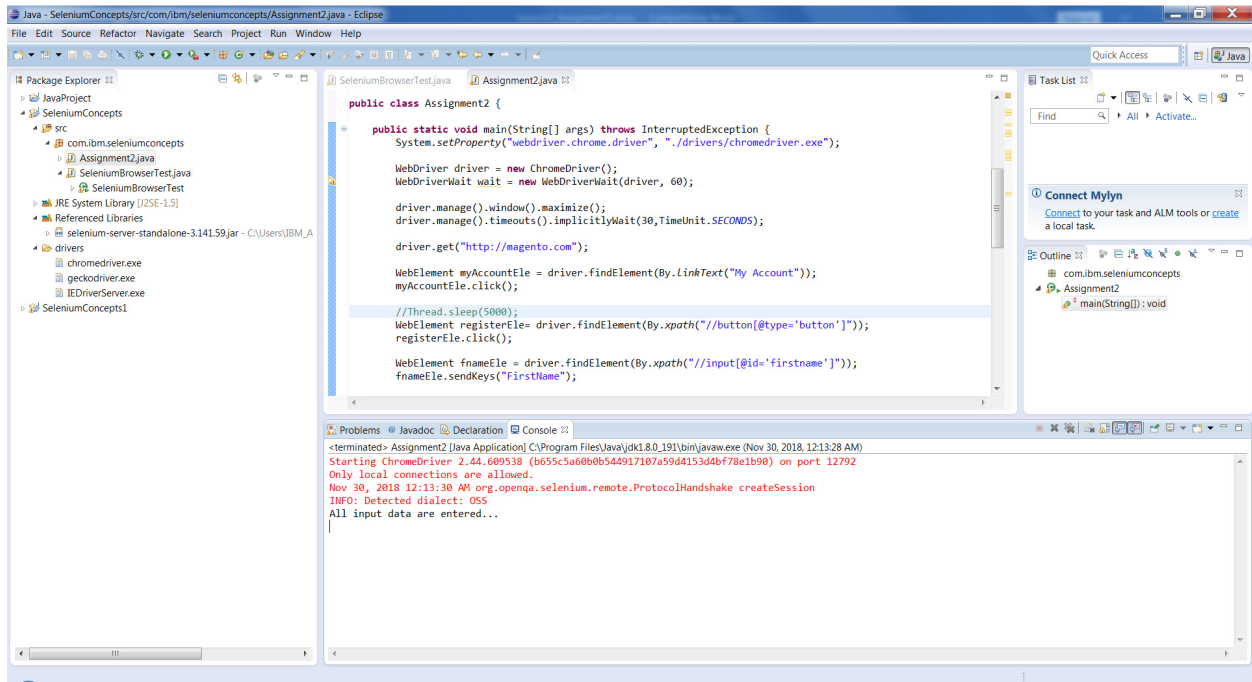 Java - SeleniumConcepts/src/com/ibm/seleniumconcepts/Assignment2.java - Eclipse
File Edit Source Refactor Navigate Search Project Run Window Help
Quick Access
Java
Package Explorer
JavaProject
SeleniumConcepts
src
com.ibm.seleniumconcepts
Assignment2.java
SeleniumBrowserTest.java
SeleniumBrowserTest
JRE System Library [J2SE-1.5]
Referenced Libraries
selenium-server-standalone-3.141.59.jar - C:\Users\IBM_A
drivers
chromedriver.exe
geckodriver.exe
IEDriverServer.exe
SeleniumConcepts1
SeleniumBrowserTest.java
Assignment2.java
public class Assignment2 {
public static void main(String[] args) throws InterruptedException {
System.setProperty("webdriver.chrome.driver", "./drivers/chromedriver.exe");
WebDriver driver = new ChromeDriver();
WebDriverWait wait = new WebDriverWait(driver, 60);
driver.manage().window().maximize();
driver.manage().timeouts().implicitlyWait(30,TimeUnit.SECONDS);
driver.get("http://magento.com");
WebElement myAccountEle = driver.findElement(By.linkText("My Account"));
myAccountEle.click();
//Thread.sleep(5000);
WebElement registerEle= driver.findElement(By.xpath("//button[@type='button']"));
registerEle.click();
WebElement fnameEle = driver.findElement(By.xpath("//input[@id='firstname']"));
fnameEle.sendKeys("FirstName");
Task List
Find
All
Activate...
Connect Mylyn
Connect to your task and ALM tools or create
a local task.
Outline
com.ibm.seleniumconcepts
Assignment2
main(String[]) : void
Problems @ Javadoc Declaration Console
<terminated> Assignment2 [Java Application] C:\Program Files\Java\jdk1.8.0_191\bin\javaw.exe (Nov 30, 2018, 12:13:28 AM)
Starting ChromeDriver 2.44.609538 (b655c5a60b0b544917107a59d4153d4bf78e1b90) on port 12792
Only local connections are allowed.
Nov 30, 2018 12:13:30 AM org.openqa.selenium.remote.ProtocolHandshake createSession
INFO: Detected dialect: OSS
All input data are entered...